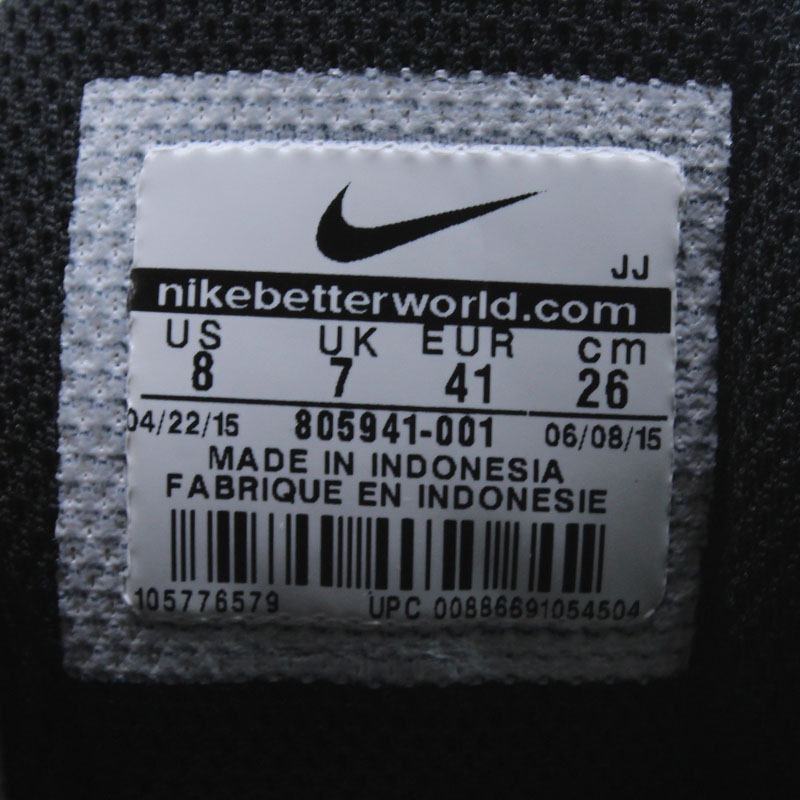 JJ
nikebetterworld.com
US UK EUR cm
8 7 41 26
04/22/15 805941-001 06/08/15
MADE IN INDONESIA
FABRIQUE EN INDONESIE
105776579 UPC 00886691054504